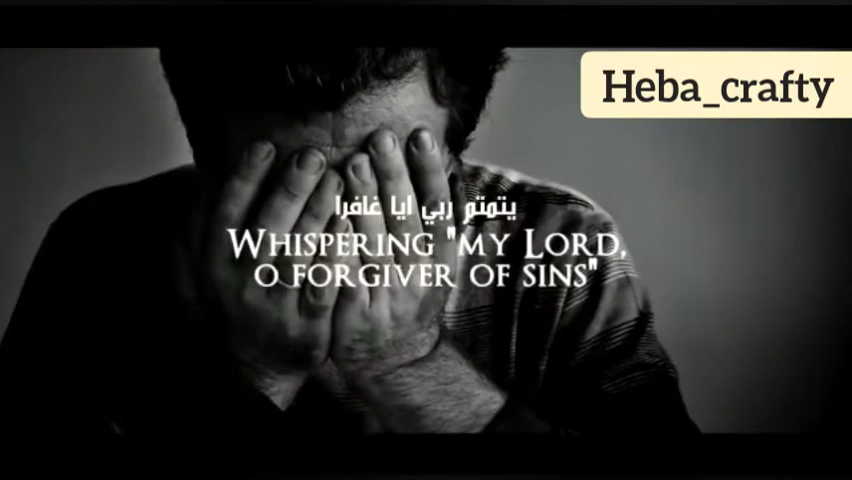 Heba_crafty
يتمتم ربي ايا غافرا
WHISPERING "MY LORD,
O FORGIVER OF SINS"